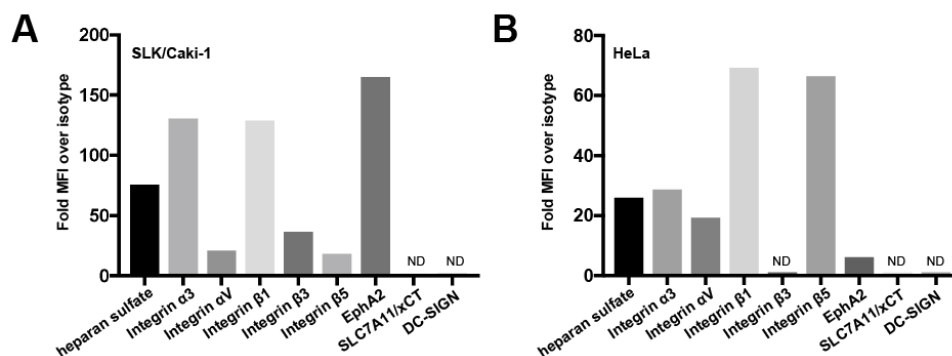 A
SLK/Caki-1
Fold MFI over isotype
200
150
100
50
0
ND
ND
heparan sulfate
Integrin α3
Integrin αV
Integrin β1
Integrin β3
Integrin β5
EphA2
SLC7A11/xCT
DC-SIGN
B
HeLa
Fold MFI over isotype
80
60
40
20
0
ND
ND
ND
heparan sulfate
Integrin α3
Integrin αV
Integrin β1
Integrin β3
Integrin β5
EphA2
SLC7A11/xCT
DC-SIGN